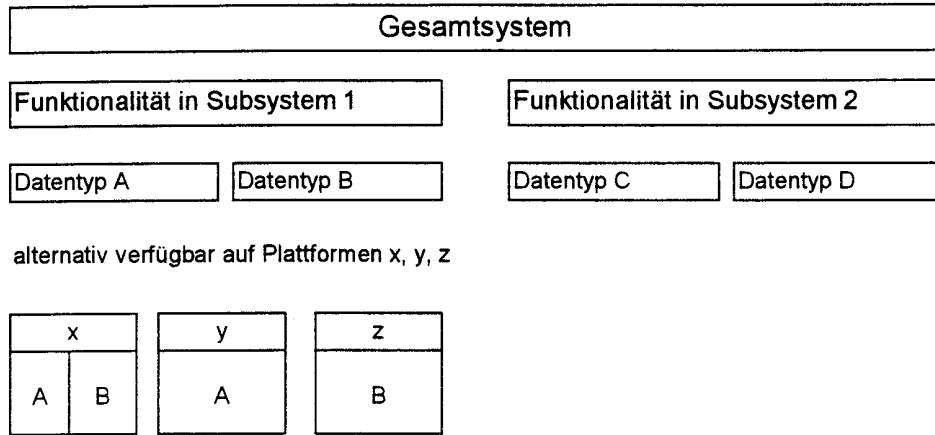 Gesamtsystem
Funktionalität in Subsystem 1
Funktionalität in Subsystem 2
Datentyp A
Datentyp B
Datentyp C
Datentyp D
alternativ verfügbar auf Plattformen x, y, z
x
y
z
A
B
A
B